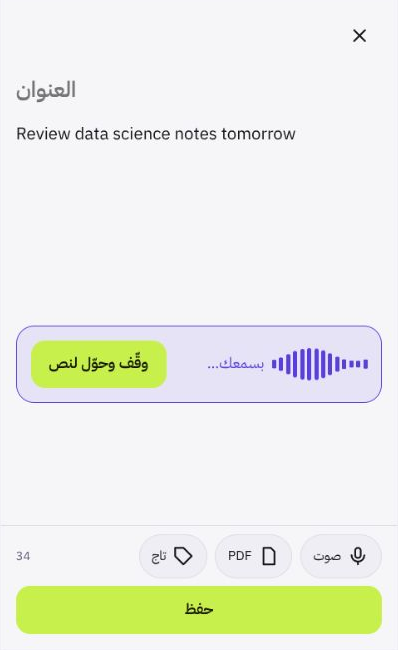 العنوان
Review data science notes tomorrow
بسمعك...
وقّف وحوّل لنص
صوت
PDF
تاج
34
حفظ